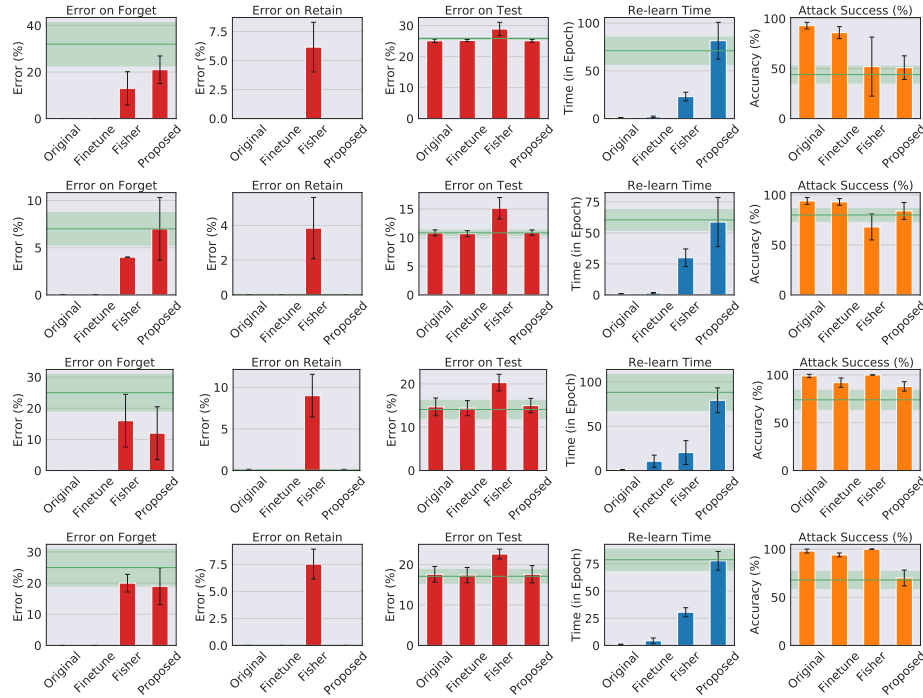 Error on Forget Error on Retain Error on Test Re-learn Time Attack Success (%)
Error (%) Error (%) Error (%) Time (in Epoch) Accuracy (%)
40 7.5 30 100 100
20 5.0 20 50 50
0 2.5 10 0 0
0.0 0
Original Finetune Fisher Proposed Original Finetune Fisher Proposed Original Finetune Fisher Proposed Original Finetune Fisher Proposed Original Finetune Fisher Proposed
Error on Forget Error on Retain Error on Test Re-learn Time Attack Success (%)
Error (%) Error (%) Error (%) Time (in Epoch) Accuracy (%)
10 4 15 75 100
5 2 10 50 50
0 0 5 25 0
0 0
Original Finetune Fisher Proposed Original Finetune Fisher Proposed Original Finetune Fisher Proposed Original Finetune Fisher Proposed Original Finetune Fisher Proposed
Error on Forget Error on Retain Error on Test Re-learn Time Attack Success (%)
Error (%) Error (%) Error (%) Time (in Epoch) Accuracy (%)
30 10 20 100 100
20 5 10 50 50
10 0 0 0 0
0
Original Finetune Fisher Proposed Original Finetune Fisher Proposed Original Finetune Fisher Proposed Original Finetune Fisher Proposed Original Finetune Fisher Proposed
Error on Forget Error on Retain Error on Test Re-learn Time Attack Success (%)
Error (%) Error (%) Error (%) Time (in Epoch) Accuracy (%)
30 7.5 20 75 100
20 5.0 10 50 50
10 2.5 0 25 0
0 0.0 0
Original Finetune Fisher Proposed Original Finetune Fisher Proposed Original Finetune Fisher Proposed Original Finetune Fisher Proposed Original Finetune Fisher Proposed